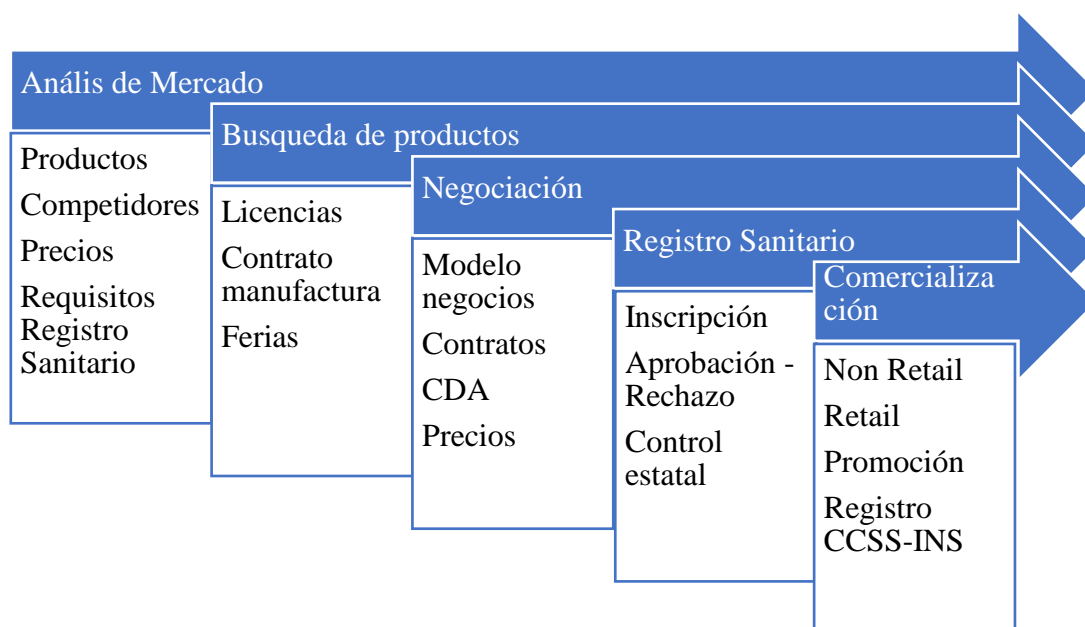 Anális de Mercado
Productos
Competidores
Precios
Requisitos
Registro
Sanitario
Busqueda de productos
Licencias
Contrato
manufactura
Ferias
Negociación
Modelo
negocios
Contratos
CDA
Precios
Registro Sanitario
Inscripción
Aprobación -
Rechazo
Control
estatal
Comercializa
ción
Non Retail
Retail
Promoción
Registro
CCSS-INS